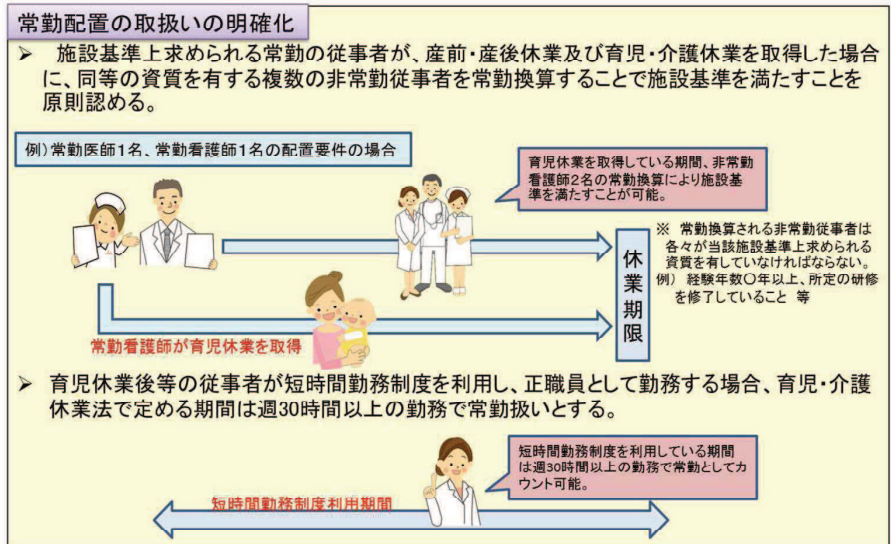 常勤配置の取扱いの明確化
➢ 施設基準上求められる常勤の従事者が、産前・産後休業及び育児・介護休業を取得した場合
に、同等の資質を有する複数の非常勤従事者を常勤換算することで施設基準を満たすことを
原則認める。
例)常勤医師1名、常勤看護師1名の配置要件の場合
育児休業を取得している期間、非常勤
看護師2名の常勤換算により施設基
準を満たすことが可能。
※ 常勤換算される非常勤従事者は
各々が当該施設基準上求められる
資質を有していなければならない。
例) 経験年数〇年以上、所定の研修
を修了していること 等
休業期限
常勤看護師が育児休業を取得
➢ 育児休業後等の従事者が短時間勤務制度を利用し、正職員として勤務する場合、育児・介護
休業法で定める期間は週30時間以上の勤務で常勤扱いとする。
短時間勤務制度を利用している期間
は週30時間以上の勤務で常勤としてカ
ウント可能。
短時間勤務制度利用期間